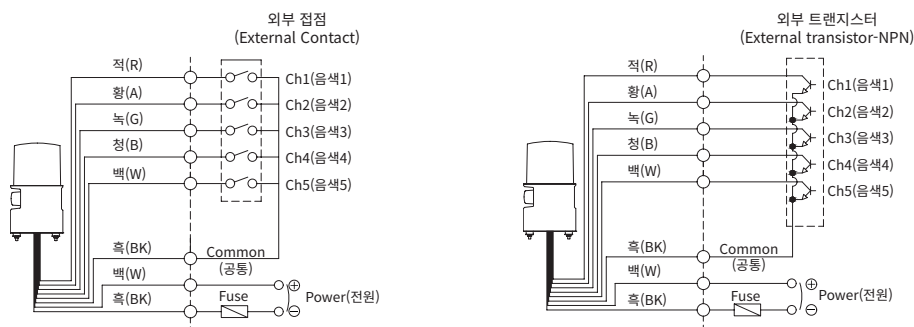 외부 접점
(External Contact)
적(R)
Ch1(음색1)
황(A)
Ch2(음색2)
녹(G)
Ch3(음색3)
청(B)
Ch4(음색4)
백(W)
Ch5(음색5)
흑(BK)
Common
(공통)
백(W)
흑(BK)
Fuse
Power(전원)
외부 트랜지스터
(External transistor-NPN)
적(R)
Ch1(음색1)
황(A)
Ch2(음색2)
녹(G)
Ch3(음색3)
청(B)
Ch4(음색4)
백(W)
Ch5(음색5)
흑(BK)
Common
(공통)
백(W)
흑(BK)
Fuse
Power(전원)